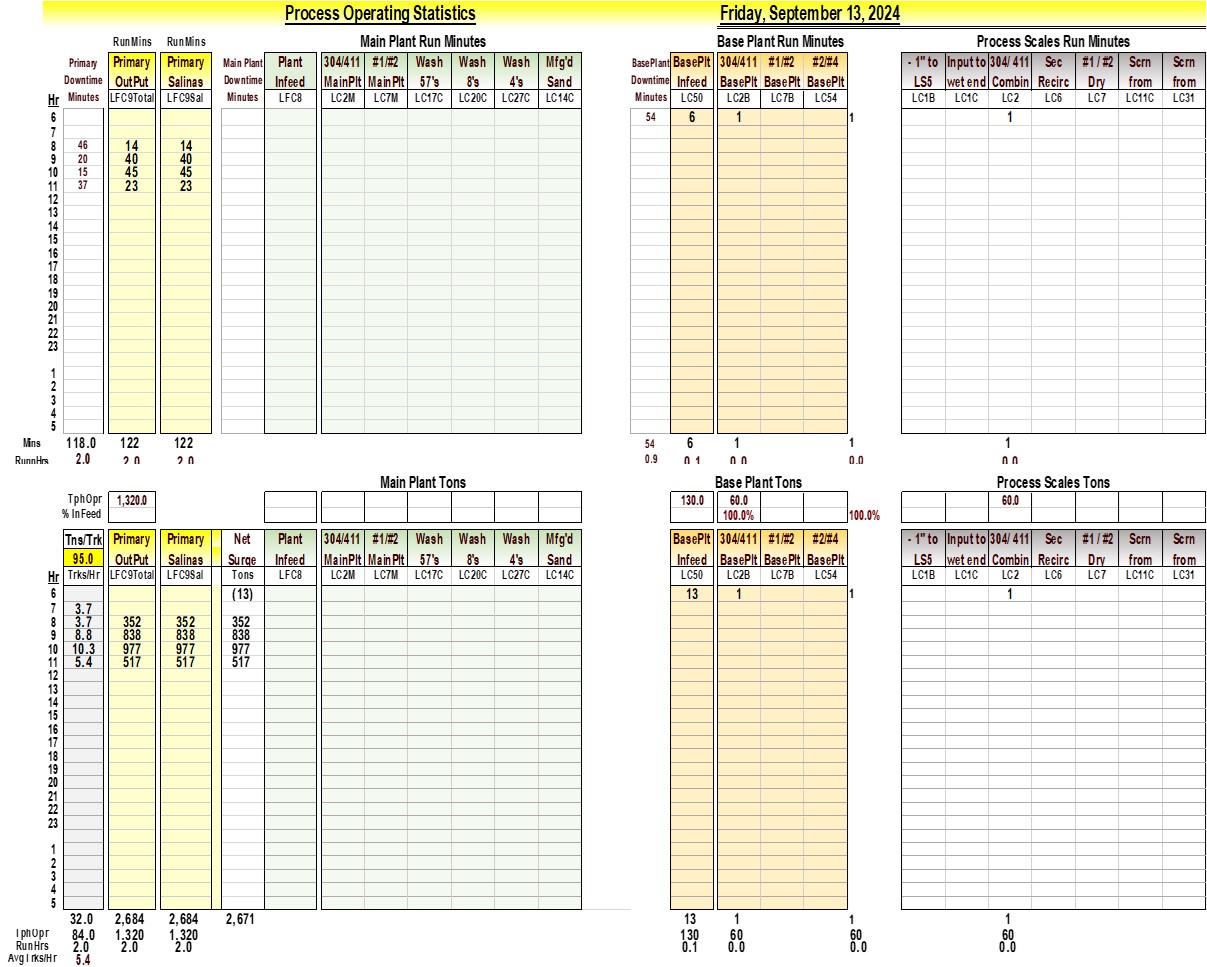 Process Operating Statistics Friday, September 13, 2024
RunMins RunMins Main Plant Run Minutes Base Plant Run Minutes Process Scales Run Minutes
Primary Primary Primary Main Plant Plant 304/411 #1/#2 Wash Wash Wash Mfg'd BasePlant BasePlt 304/411 #1/#2 #2/#4 - 1" to Input to 304/ 411 Sec #1 / #2 Scrn Scrn
Downtime OutPut Salinas Downtime Infeed MainPlt MainPlt 57's 8's 4's Sand Downtime Infeed BasePlt BasePlt BasePlt LS5 wet end Combin Recirc Dry from from
Hr Minutes LFC9Total LFC9Sal Minutes LFC8 LC2M LC7M LC17C LC20C LC27C LC14C Minutes LC50 LC2B LC7B LC54 LC1B LC1C LC2 LC6 LC7 LC11C LC31
6 54 6 1 1 1
7
8 46 14 14
9 20 40 40
10 15 45 45
11 37 23 23
12
13
14
15
16
17
18
19
20
21
22
23
1
2
3
4
5
Mins 118.0 122 122 54 6 1 1 1
RunnHrs 2.0 2.0 2.0 0.9 0.1 0.0 0.0 0.0
Main Plant Tons Base Plant Tons Process Scales Tons
TphOpr 1,320.0 130.0 60.0 60.0
% InFeed 100.0% 100.0%
Tns/Trk Primary Primary Net Plant 304/411 #1/#2 Wash Wash Wash Mfg'd BasePlt 304/411 #1/#2 #2/#4 - 1" to Input to 304/ 411 Sec #1 / #2 Scrn Scrn
95.0 OutPut Salinas Surge Infeed MainPlt MainPlt 57's 8's 4's Sand Infeed BasePlt BasePlt BasePlt LS5 wet end Combin Recirc Dry from from
Hr Trks/Hr LFC9Total LFC9Sal Tons LFC8 LC2M LC7M LC17C LC20C LC27C LC14C LC50 LC2B LC7B LC54 LC1B LC1C LC2 LC6 LC7 LC11C LC31
6 (13) 13 1 1 1
7 3.7
8 3.7 352 352 352
9 8.8 838 838 838
10 10.3 977 977 977
11 5.4 517 517 517
12
13
14
15
16
17
18
19
20
21
22
23
1
2
3
4
5
32.0 2,684 2,684 2,671 13 1 1 1
TphOpr 84.0 1,320 1,320 130 60 60 60
RunHrs 2.0 2.0 2.0 0.1 0.0 0.0 0.0
AvgTrks/Hr 5.4